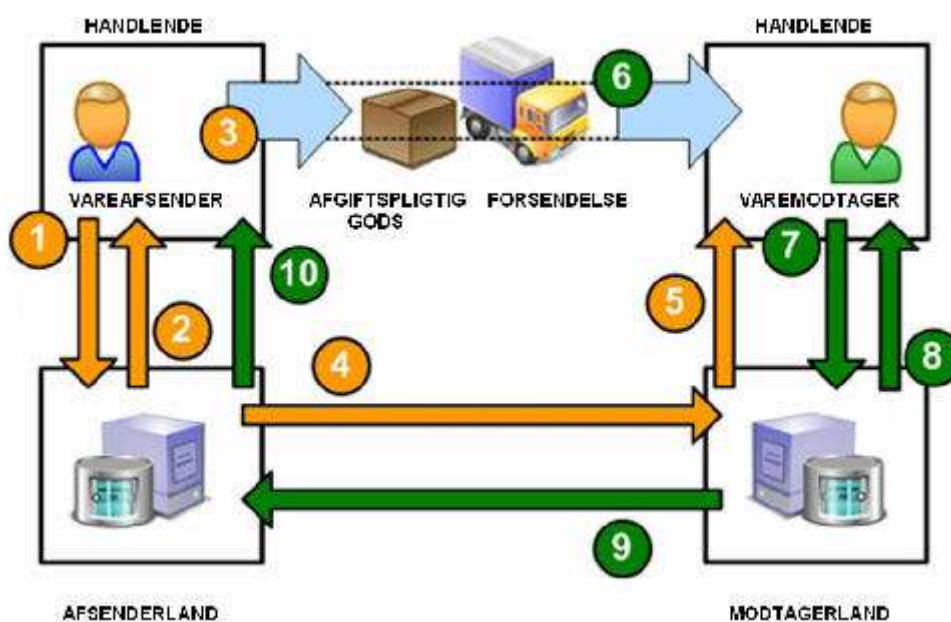 HANDLENDE
HANDLENDE
6
3
VAREAFSENDER
AFGIFTSPLIGTIG
GODS
FORSENDELSE
VAREMODTAGER
1
7
10
5
2
4
8
9
AFSENDERLAND
MODTAGERLAND